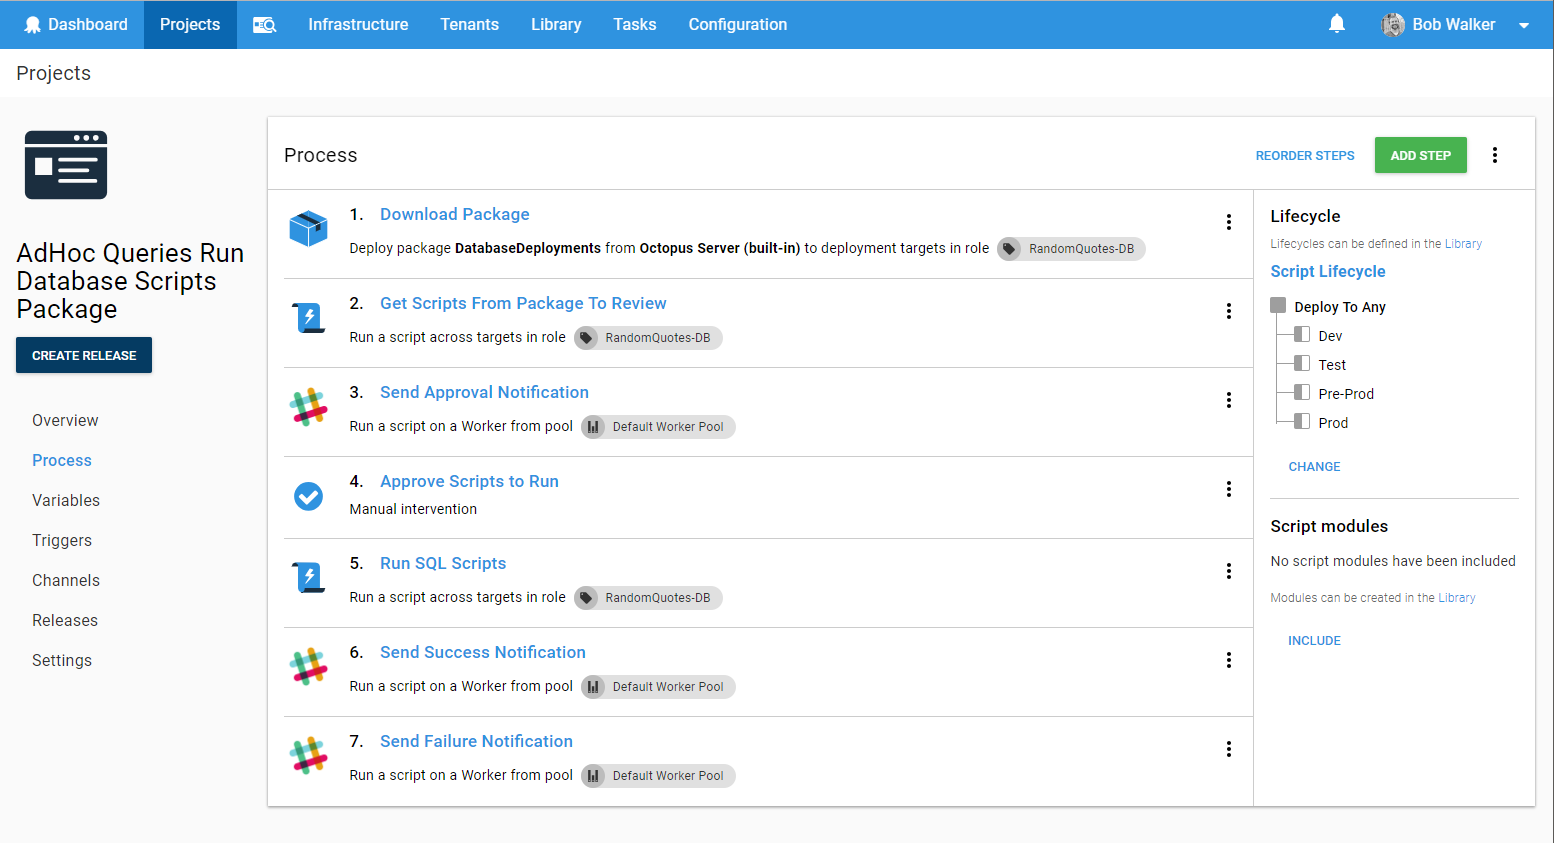 Dashboard Projects Infrastructure Tenants Library Tasks Configuration Bob Walker
Projects
AdHoc Queries Run
Database Scripts
Package
CREATE RELEASE
Overview
Process
Variables
Triggers
Channels
Releases
Settings
Process REORDER STEPS ADD STEP
1. Download Package
Deploy package DatabaseDeployments from Octopus Server (built-in) to deployment targets in role RandomQuotes-DB
2. Get Scripts From Package To Review
Run a script across targets in role RandomQuotes-DB
3. Send Approval Notification
Run a script on a Worker from pool Default Worker Pool
4. Approve Scripts to Run
Manual intervention
5. Run SQL Scripts
Run a script across targets in role RandomQuotes-DB
6. Send Success Notification
Run a script on a Worker from pool Default Worker Pool
7. Send Failure Notification
Run a script on a Worker from pool Default Worker Pool
Lifecycle
Lifecycles can be defined in the Library
Script Lifecycle
Deploy To Any
Dev
Test
Pre-Prod
Prod
CHANGE
Script modules
No script modules have been included
Modules can be created in the Library
INCLUDE